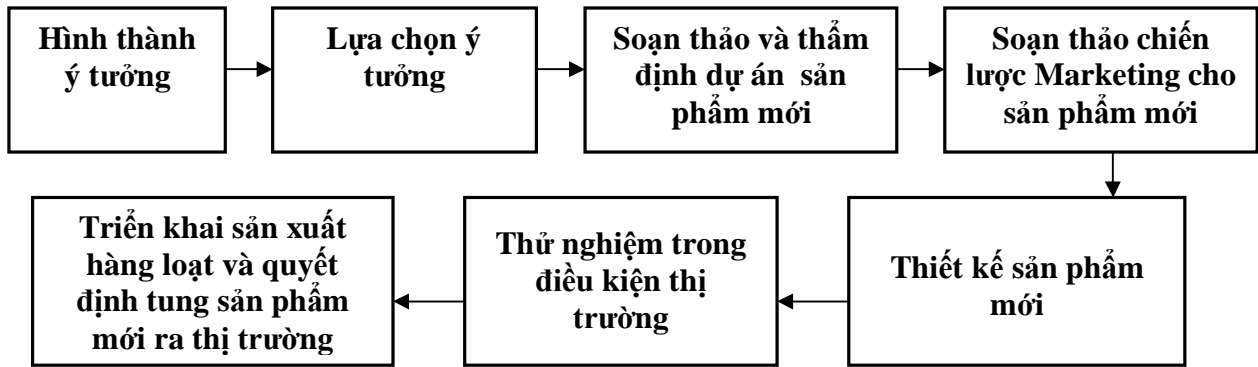 Hình thành
ý tưởng
Lựa chọn ý
tưởng
Soạn thảo và thẩm
định dự án sản
phẩm mới
Soạn thảo chiến
lược Marketing cho
sản phẩm mới
Thiết kế sản phẩm
mới
Thử nghiệm trong
điều kiện thị
trường
Triển khai sản xuất
hàng loạt và quyết
định tung sản phẩm
mới ra thị trường